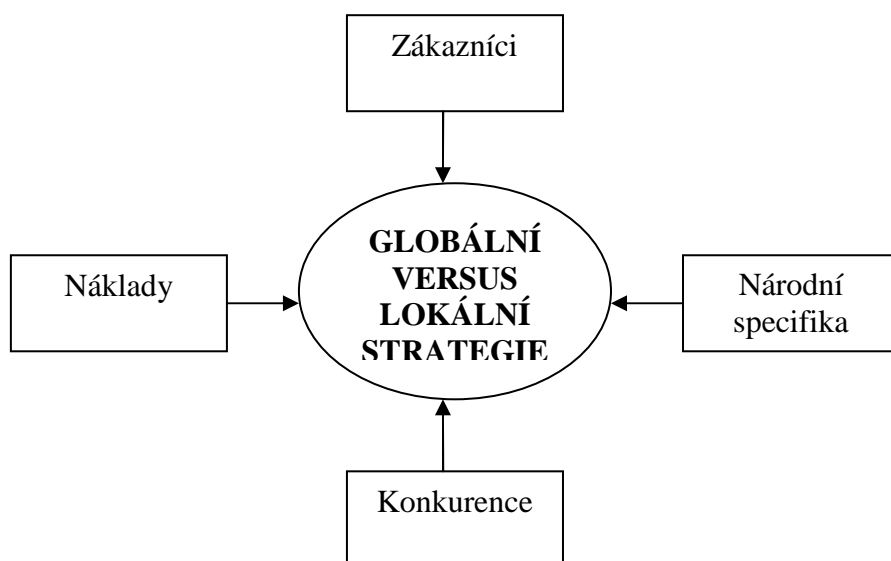 Zákazníci
GLOBÁLNÍ
VERSUS
LOKÁLNÍ
STRATEGIE
Náklady
Národní
specifika
Konkurence